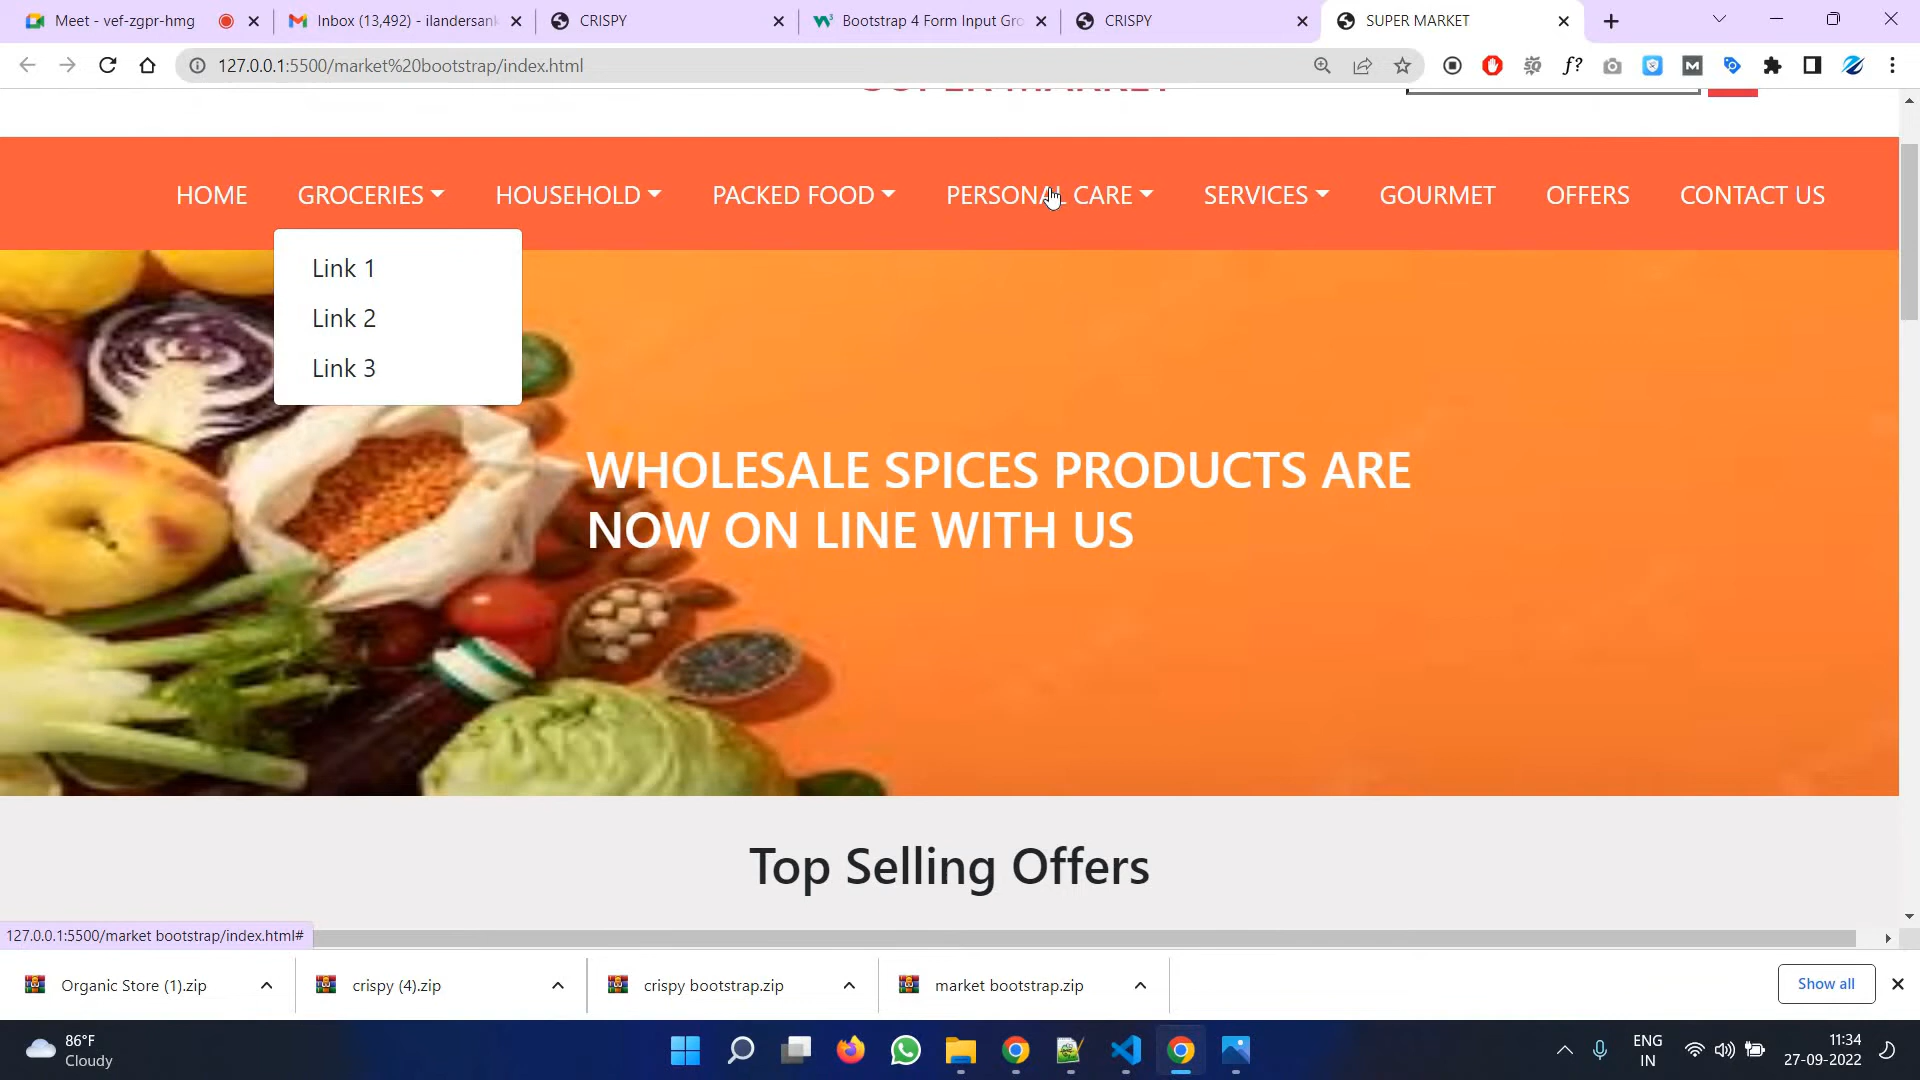 Meet - vef-zgpr-hmg
Inbox (13,492) - ilandersank
CRISPY
Bootstrap 4 Form Input Gro
CRISPY
SUPER MARKET
127.0.0.1:5500/market%20bootstrap/index.html
f?
SUPER MARKET
HOME GROCERIES HOUSEHOLD PACKED FOOD PERSONAL CARE SERVICES GOURMET OFFERS CONTACT US
Link 1
Link 2
Link 3
WHOLESALE SPICES PRODUCTS ARE
NOW ON LINE WITH US
Top Selling Offers
127.0.0.1:5500/market bootstrap/index.html#
Organic Store (1).zip
crispy (4).zip
crispy bootstrap.zip
market bootstrap.zip
Show all
86°F
Cloudy
ENG
IN
11:34
27-09-2022